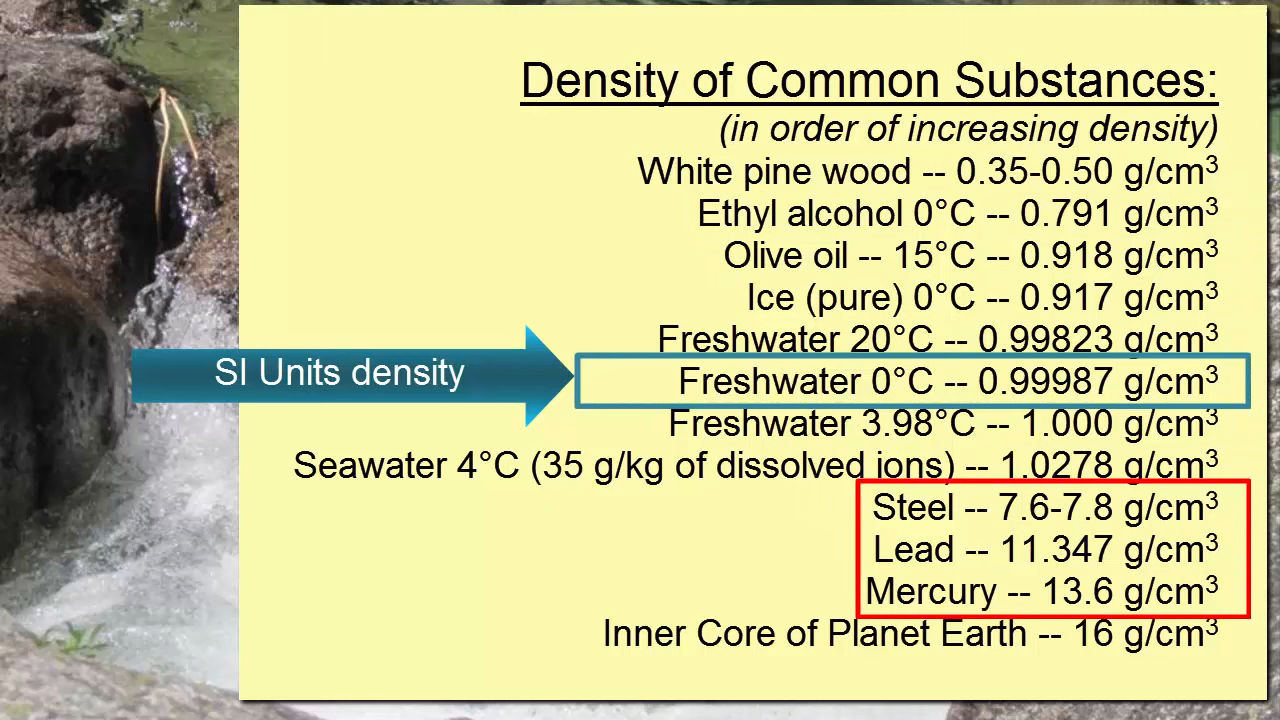 Density of Common Substances:
(in order of increasing density)
White pine wood -- 0.35-0.50 g/cm³
Ethyl alcohol 0°C -- 0.791 g/cm³
Olive oil -- 15°C -- 0.918 g/cm³
Ice (pure) 0°C -- 0.917 g/cm³
Freshwater 20°C -- 0.99823 g/cm³
SI Units density
Freshwater 0°C -- 0.99987 g/cm³
Freshwater 3.98°C -- 1.000 g/cm³
Seawater 4°C (35 g/kg of dissolved ions) -- 1.0278 g/cm³
Steel -- 7.6-7.8 g/cm³
Lead -- 11.347 g/cm³
Mercury -- 13.6 g/cm³
Inner Core of Planet Earth -- 16 g/cm³